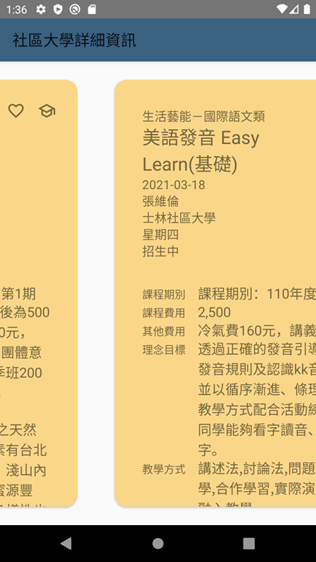 1:36
社區大學詳細資訊
第1期
後為500
0元，
團體意
季班200
之天然
素有台北
淺山內
蜜源豐
生活藝能－國際語文類
美語發音 Easy
Learn(基礎)
2021-03-18
張維倫
士林社區大學
星期四
招生中
課程期別 課程期別：110年度
課程費用 2,500
其他費用 冷氣費160元，講義
理念目標 透過正確的發音引導
發音規則及認識kk音
並以循序漸進、條理
教學方式配合活動練
同學能夠看字讀音、
字。
教學方式 講述法,討論法,問題
學,合作學習,實際演